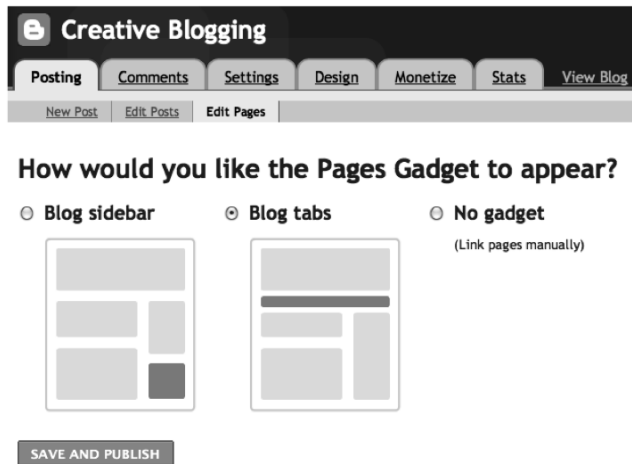 Creative Blogging
Posting Comments Settings Design Monetize Stats View Blog
New Post Edit Posts Edit Pages
How would you like the Pages Gadget to appear?
Blog sidebar Blog tabs No gadget
(Link pages manually)
SAVE AND PUBLISH